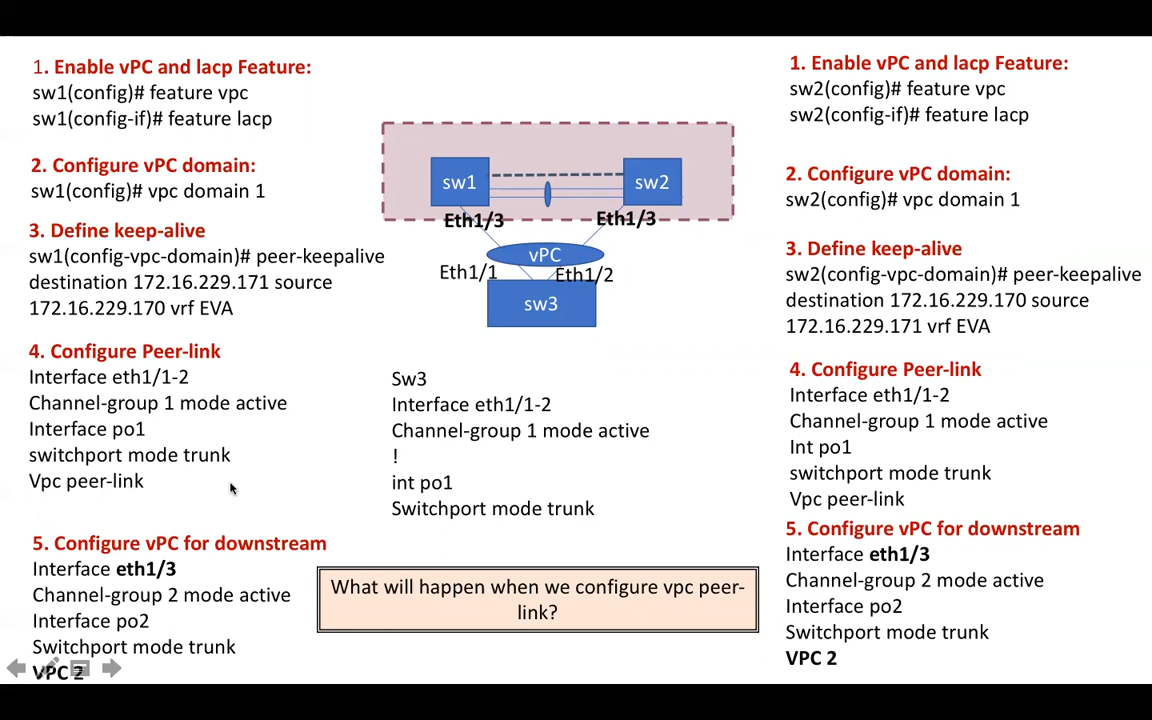 1. Enable vPC and lacp Feature:
sw1(config)# feature vpc
sw1(config-if)# feature lacp
2. Configure vPC domain:
sw1(config)# vpc domain 1
3. Define keep-alive
sw1(config-vpc-domain)# peer-keepalive
destination 172.16.229.171 source
172.16.229.170 vrf EVA
4. Configure Peer-link
Interface eth1/1-2
Channel-group 1 mode active
Interface po1
switchport mode trunk
Vpc peer-link
5. Configure vPC for downstream
Interface eth1/3
Channel-group 2 mode active
Interface po2
Switchport mode trunk
VPC 2
sw1
sw2
Eth1/3
Eth1/3
vPC
Eth1/1
Eth1/2
sw3
Sw3
Interface eth1/1-2
Channel-group 1 mode active
!
int po1
Switchport mode trunk
What will happen when we configure vpc peer-
link?
1. Enable vPC and lacp Feature:
sw2(config)# feature vpc
sw2(config-if)# feature lacp
2. Configure vPC domain:
sw2(config)# vpc domain 1
3. Define keep-alive
sw2(config-vpc-domain)# peer-keepalive
destination 172.16.229.170 source
172.16.229.171 vrf EVA
4. Configure Peer-link
Interface eth1/1-2
Channel-group 1 mode active
Int po1
switchport mode trunk
Vpc peer-link
5. Configure vPC for downstream
Interface eth1/3
Channel-group 2 mode active
Interface po2
Switchport mode trunk
VPC 2